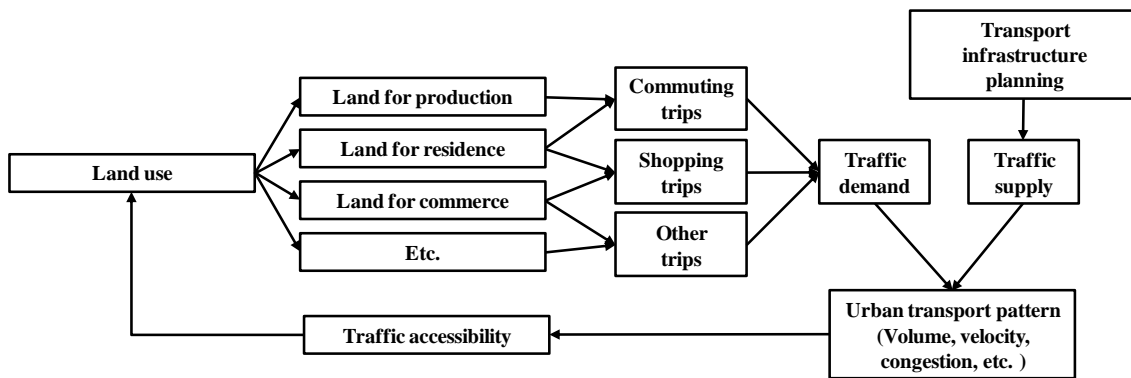 Transport
infrastructure
planning
Land for production
Commuting
trips
Land for residence
Land use
Shopping
trips
Traffic
demand
Traffic
supply
Land for commerce
Etc.
Other
trips
Traffic accessibility
Urban transport pattern
(Volume, velocity,
congestion, etc. )